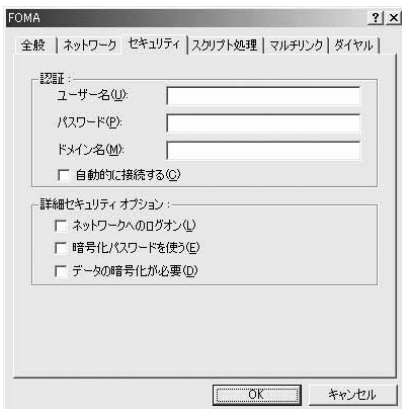 FOMA
全般 ネットワーク セキュリティ スクリプト処理 マルチリンク ダイヤル
認証：
ユーザー名(U):
パスワード(P):
ドメイン名(M):
自動的に接続する(C)
詳細セキュリティ オプション：
ネットワークへのログオン(L)
暗号化パスワードを使う(E)
データの暗号化が必要(D)
OK キャンセル